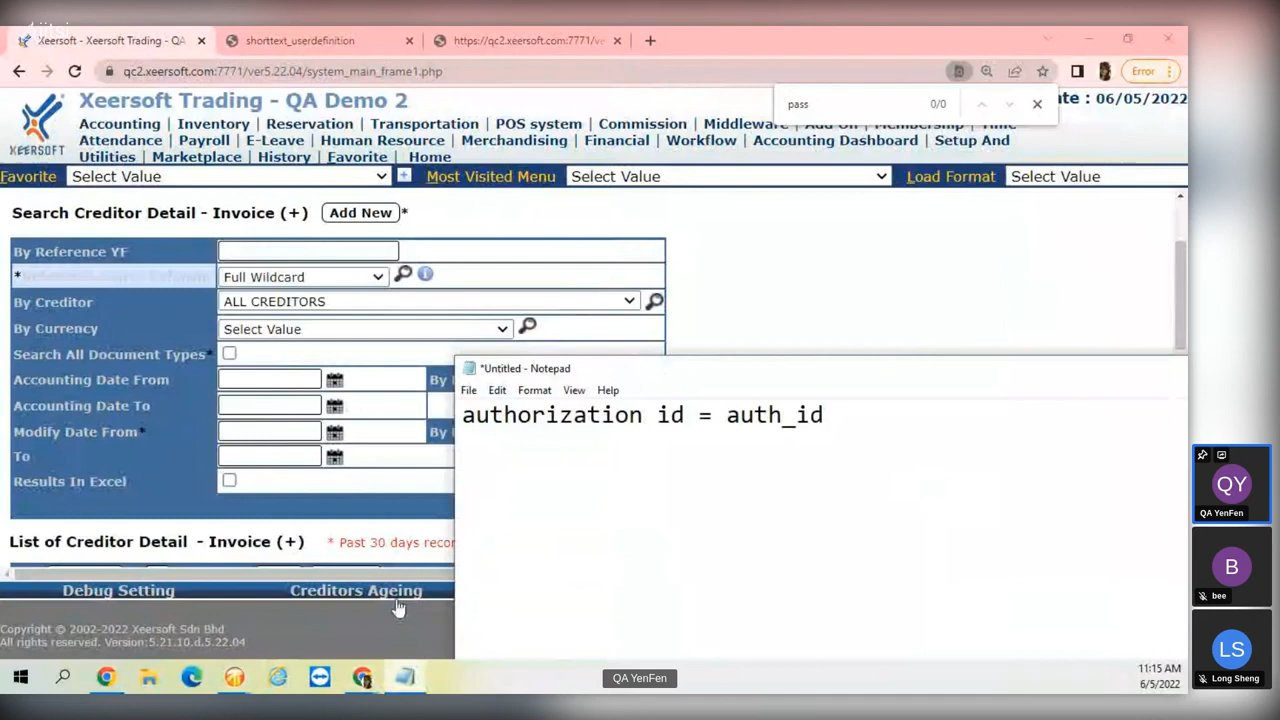 jitsi
Xeersoft - Xeersoft Trading - QA
shorttext_userdefinition
https://qc2.xeersoft.com:7771/ve
qc2.xeersoft.com:7771/ver5.22.04/system_main_frame1.php
Error
pass
0/0
Xeersoft Trading - QA Demo 2
ate : 06/05/2022
XEERSOFT
Accounting | Inventory | Reservation | Transportation | POS system | Commission | Middleware | Add On | Membership | Time
Attendance | Payroll | E-Leave | Human Resource | Merchandising | Financial | Workflow | Accounting Dashboard | Setup And
Utilities | Marketplace | History | Favorite | Home
Favorite Select Value Most Visited Menu Select Value Load Format Select Value
Search Creditor Detail - Invoice (+) Add New *
By Reference YF
* Full Wildcard
By Creditor ALL CREDITORS
By Currency Select Value
Search All Document Types*
Accounting Date From
By
Accounting Date To
Modify Date From*
By
To
Results In Excel
List of Creditor Detail - Invoice (+) * Past 30 days recor
Debug Setting Creditors Ageing
Copyright © 2002-2022 Xeersoft Sdn Bhd
All rights reserved. Version:5.21.10.d.5.22.04
*Untitled - Notepad
File Edit Format View Help
authorization id = auth_id
QA YenFen
11:15 AM
6/5/2022
QY
QA YenFen
B
bee
LS
Long Sheng